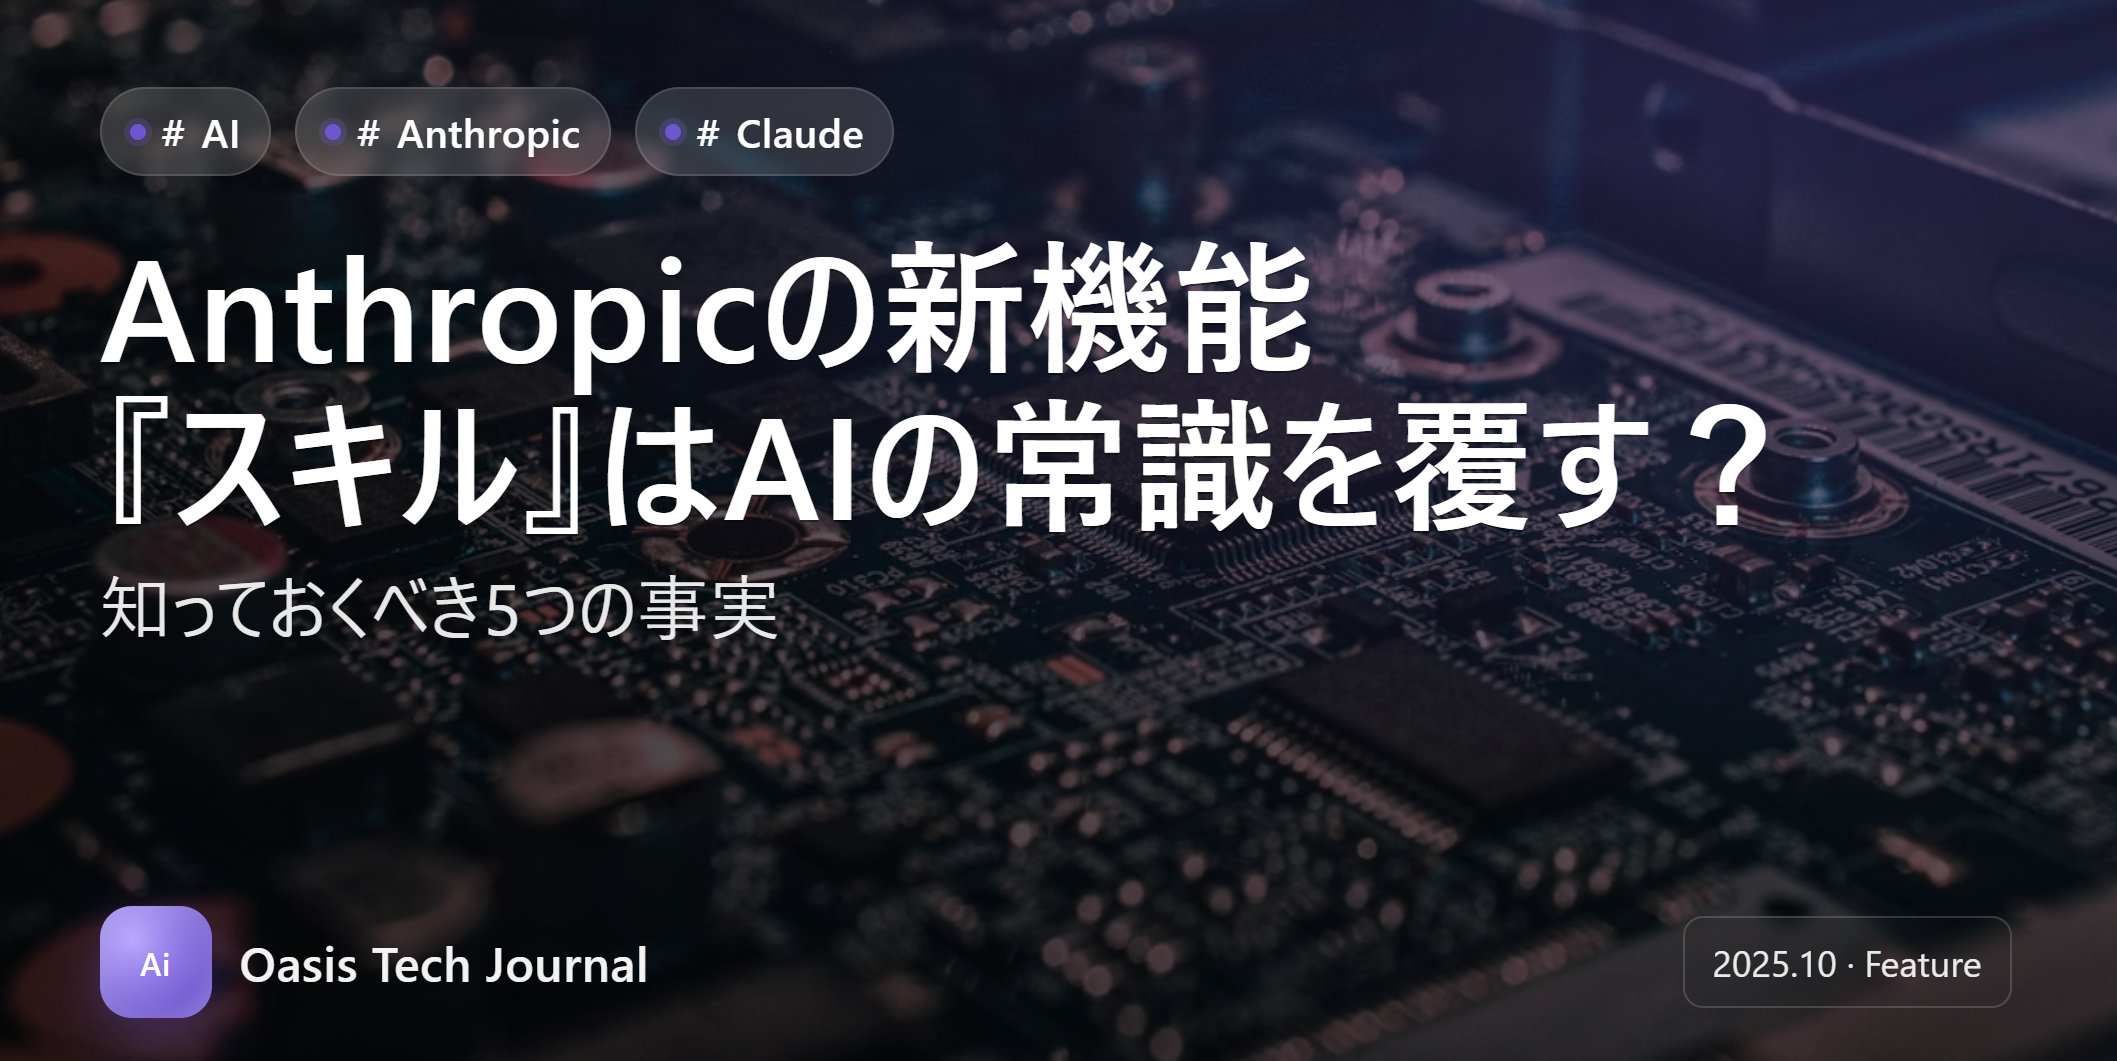 # AI
# Anthropic
# Claude
Anthropicの新機能
『スキル』はAIの常識を覆す？
知っておくべき5つの事実
Ai
Oasis Tech Journal
2025.10 · Feature